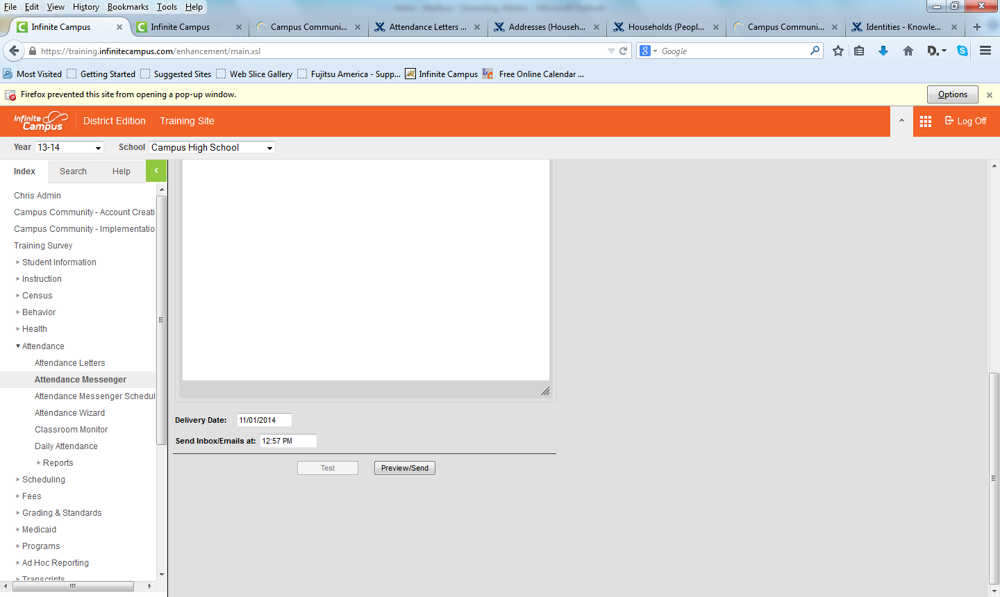 File Edit View History Bookmarks Tools Help
Infinite Campus
Infinite Campus
Campus Communi...
Attendance Letters ...
Addresses (Househ...
Households (Peopl...
Campus Communi...
Identities - Knowle...
https://training.infinitecampus.com/enhancement/main.xsl
Google
D.
Most Visited Getting Started Suggested Sites Web Slice Gallery Fujitsu America - Supp... Infinite Campus Free Online Calendar ...
Firefox prevented this site from opening a pop-up window.
Options
Infinite Campus
District Edition Training Site
Log Off
Year 13-14 School Campus High School
Index Search Help
Chris Admin
Campus Community - Account Creati
Campus Community - Implementatio
Training Survey
Student Information
Instruction
Census
Behavior
Health
Attendance
Attendance Letters
Attendance Messenger
Attendance Messenger Schedul
Attendance Wizard
Classroom Monitor
Daily Attendance
Reports
Scheduling
Fees
Grading & Standards
Medicaid
Programs
Ad Hoc Reporting
Transcripts
Delivery Date: 11/01/2014
Send Inbox/Emails at: 12:57 PM
Test Preview/Send